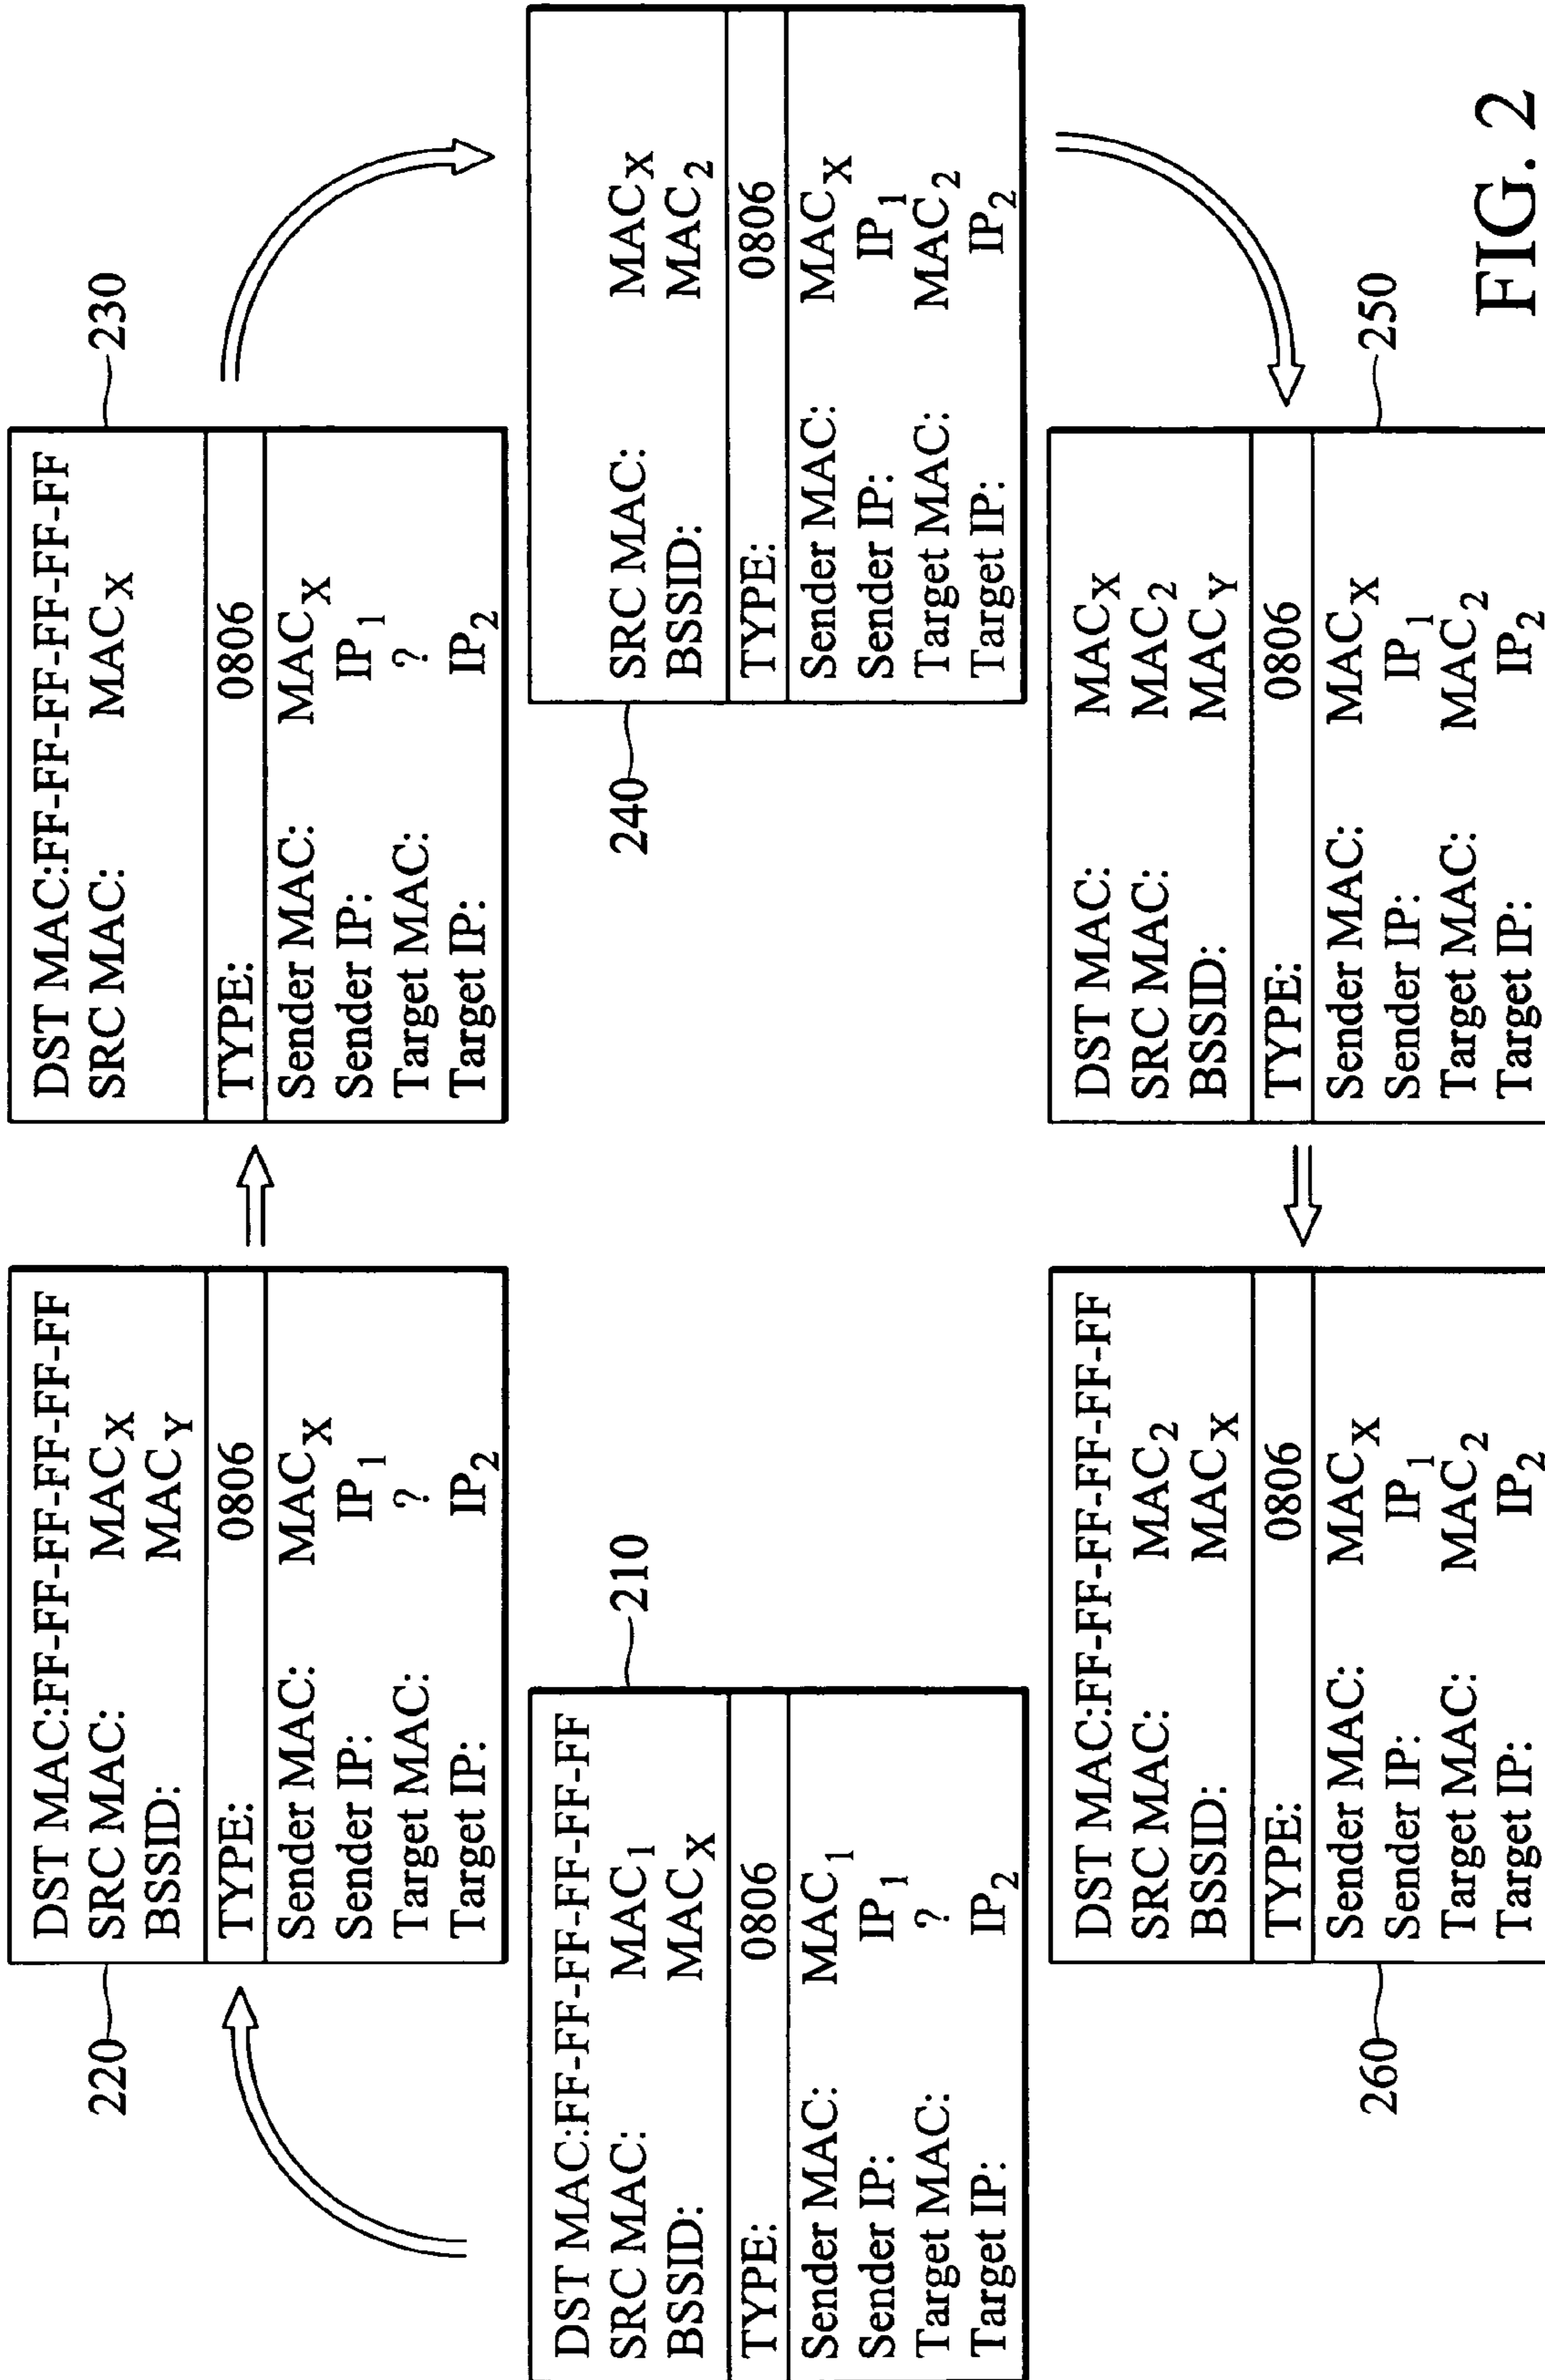 220
DST MAC:FF-FF-FF-FF-FF-FF
SRC MAC: MACX
BSSID: MACY
TYPE: 0806
Sender MAC: MACX
Sender IP: IP1
Target MAC: ?
Target IP: IP2
230
DST MAC:FF-FF-FF-FF-FF-FF
SRC MAC: MACX
TYPE: 0806
Sender MAC: MACX
Sender IP: IP1
Target MAC: ?
Target IP: IP2
210
DST MAC:FF-FF-FF-FF-FF-FF
SRC MAC: MAC1
BSSID: MACX
TYPE: 0806
Sender MAC: MAC1
Sender IP: IP1
Target MAC: ?
Target IP: IP2
240
SRC MAC: MACX
BSSID: MAC2
TYPE: 0806
Sender MAC: MACX
Sender IP: IP1
Target MAC: MAC2
Target IP: IP2
260
DST MAC:FF-FF-FF-FF-FF-FF
SRC MAC: MAC2
BSSID: MACX
TYPE: 0806
Sender MAC: MACX
Sender IP: IP1
Target MAC: MAC2
Target IP: IP2
250
DST MAC: MACX
SRC MAC: MAC2
BSSID: MACY
TYPE: 0806
Sender MAC: MACX
Sender IP: IP1
Target MAC: MAC2
Target IP: IP2
FIG. 2